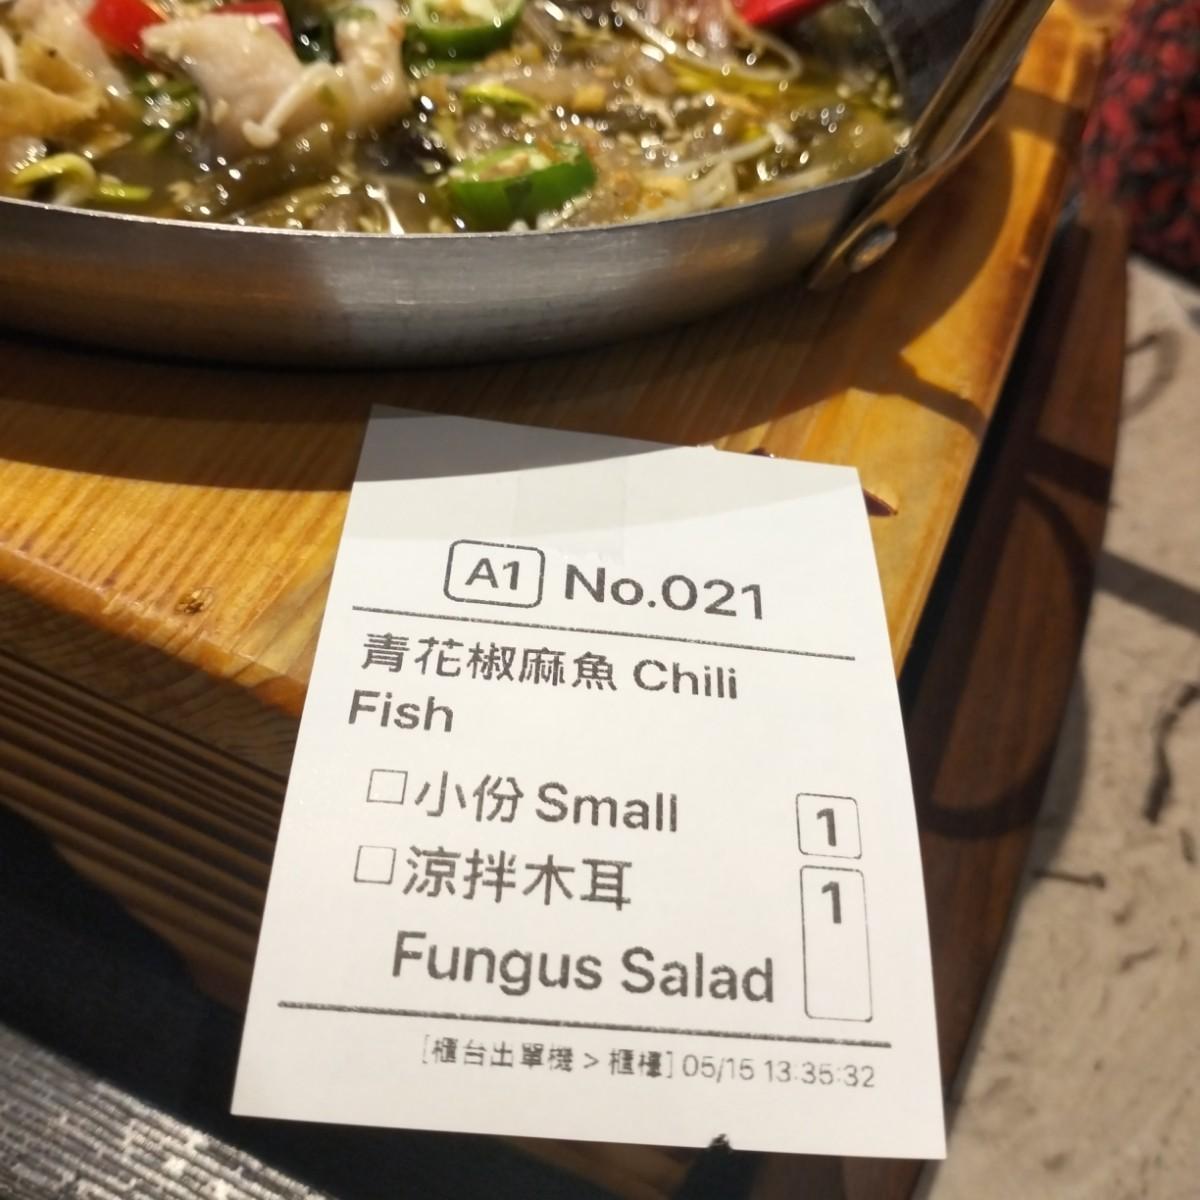 A1 No.021
青花椒麻魚 Chili
Fish
□小份 Small 1
□涼拌木耳 1
Fungus Salad
[櫃台出單機 > 櫃檯] 05/15 13:35:32